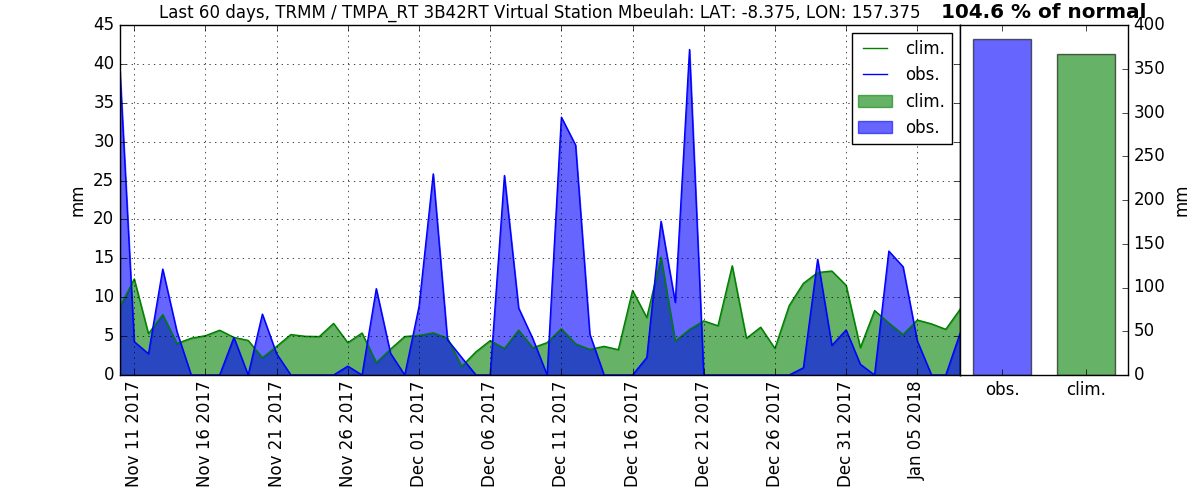 Last 60 days, TRMM / TMPA_RT 3B42RT Virtual Station Mbeulah: LAT: -8.375, LON: 157.375
104.6 % of normal
45
40
35
30
25
20
15
10
5
0
mm
clim.
obs.
clim.
obs.
400
350
300
250
200
150
100
50
0
mm
Nov 11 2017
Nov 16 2017
Nov 21 2017
Nov 26 2017
Dec 01 2017
Dec 06 2017
Dec 11 2017
Dec 16 2017
Dec 21 2017
Dec 26 2017
Dec 31 2017
Jan 05 2018
obs.
clim.